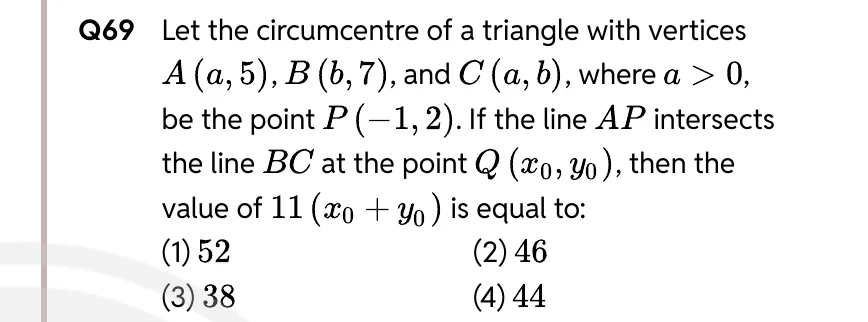 Q69 Let the circumcentre of a triangle with vertices
A (a, 5), B (b, 7), and C (a, b), where a > 0,
be the point P (−1, 2). If the line AP intersects
the line BC at the point Q (x₀, y₀), then the
value of 11 (x₀ + y₀) is equal to:
(1) 52 (2) 46
(3) 38 (4) 44